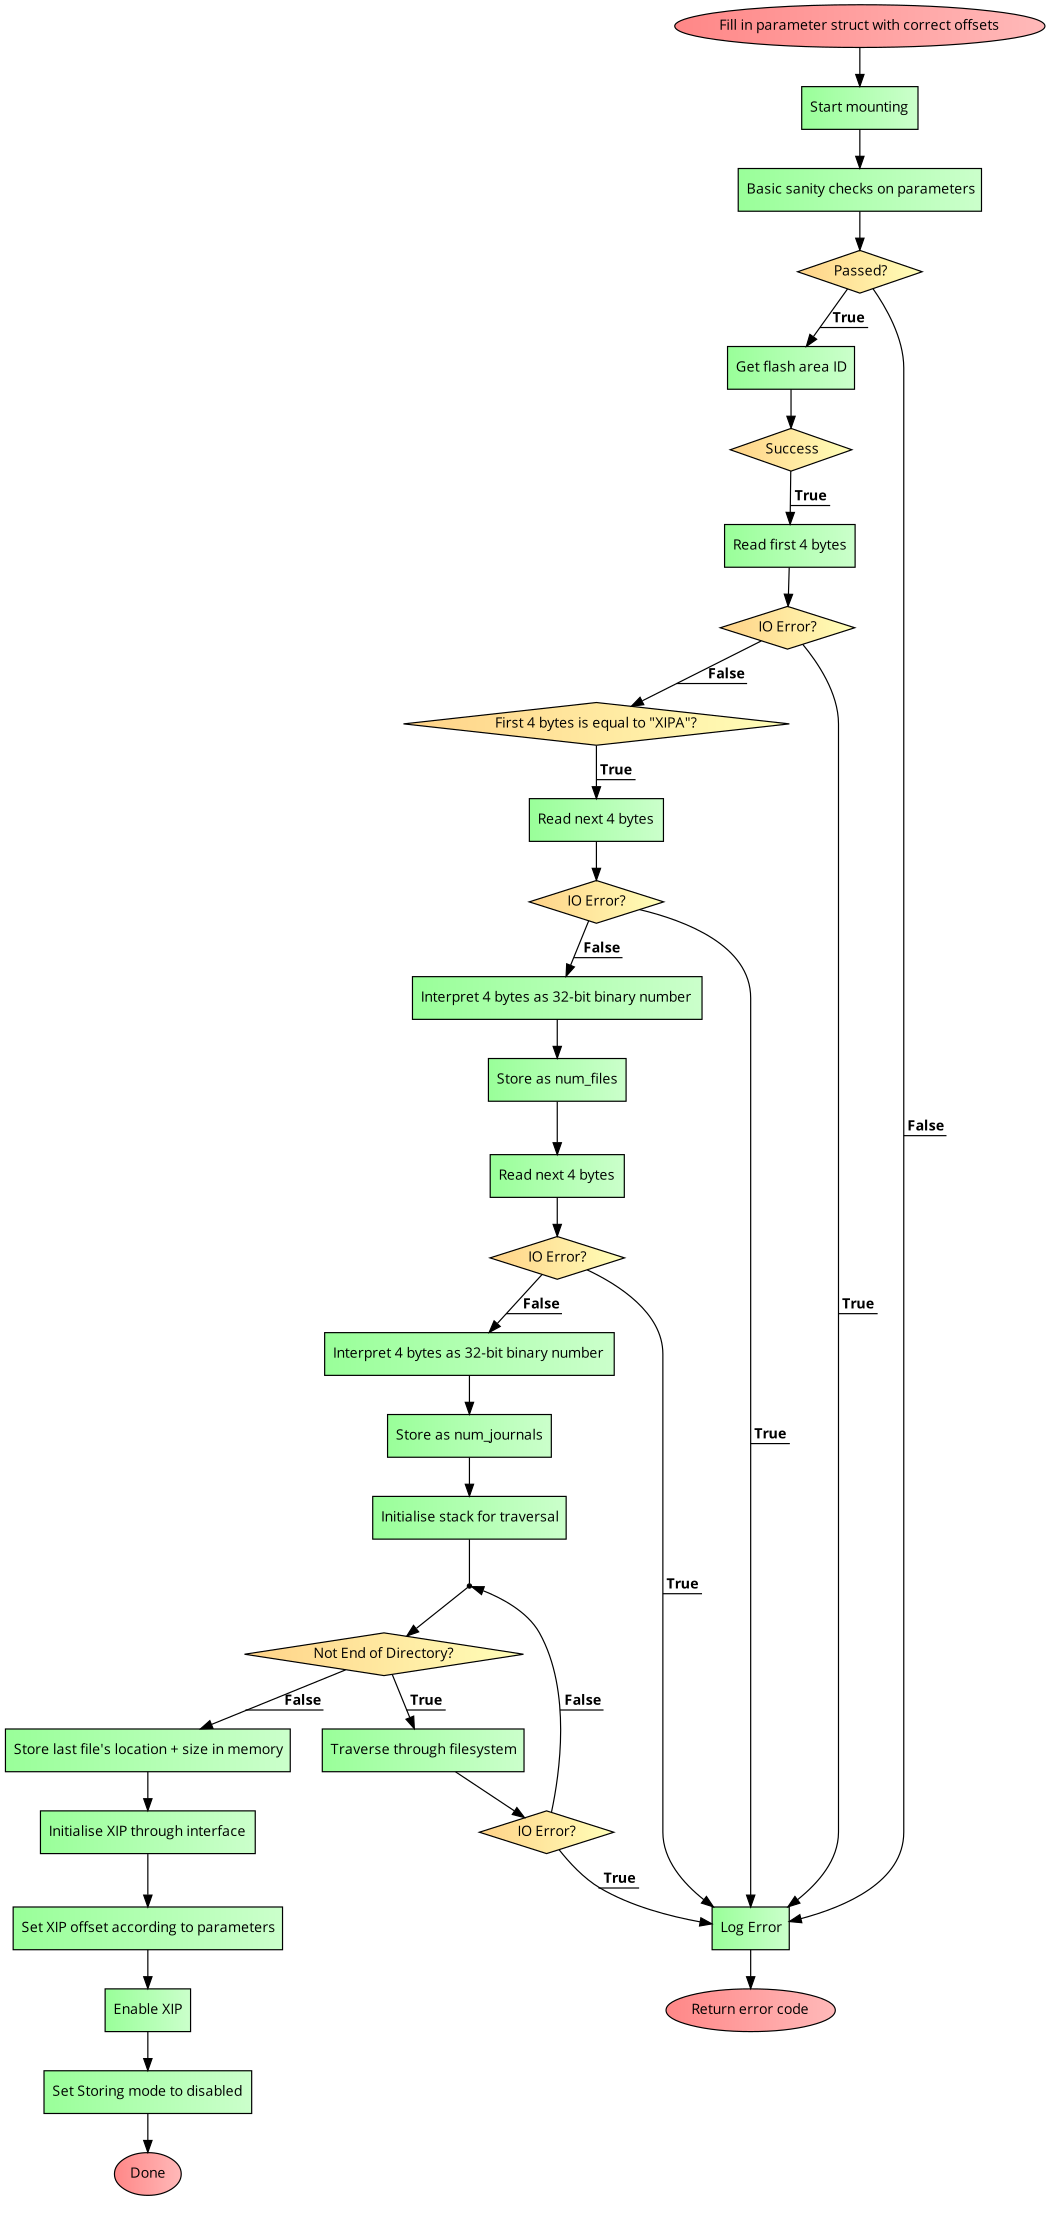 Fill in parameter struct with correct offsets
Start mounting
Basic sanity checks on parameters
Passed?
True
Get flash area ID
Success
True
Read first 4 bytes
IO Error?
False
First 4 bytes is equal to "XIPA"?
True
Read next 4 bytes
IO Error?
False
Interpret 4 bytes as 32-bit binary number
Store as num_files
False
Read next 4 bytes
IO Error?
False
True
Interpret 4 bytes as 32-bit binary number
Store as num_journals
True
Initialise stack for traversal
True
Not End of Directory?
False
True
False
Store last file's location + size in memory
Traverse through filesystem
Initialise XIP through interface
IO Error?
True
Set XIP offset according to parameters
Log Error
Enable XIP
Return error code
Set Storing mode to disabled
Done